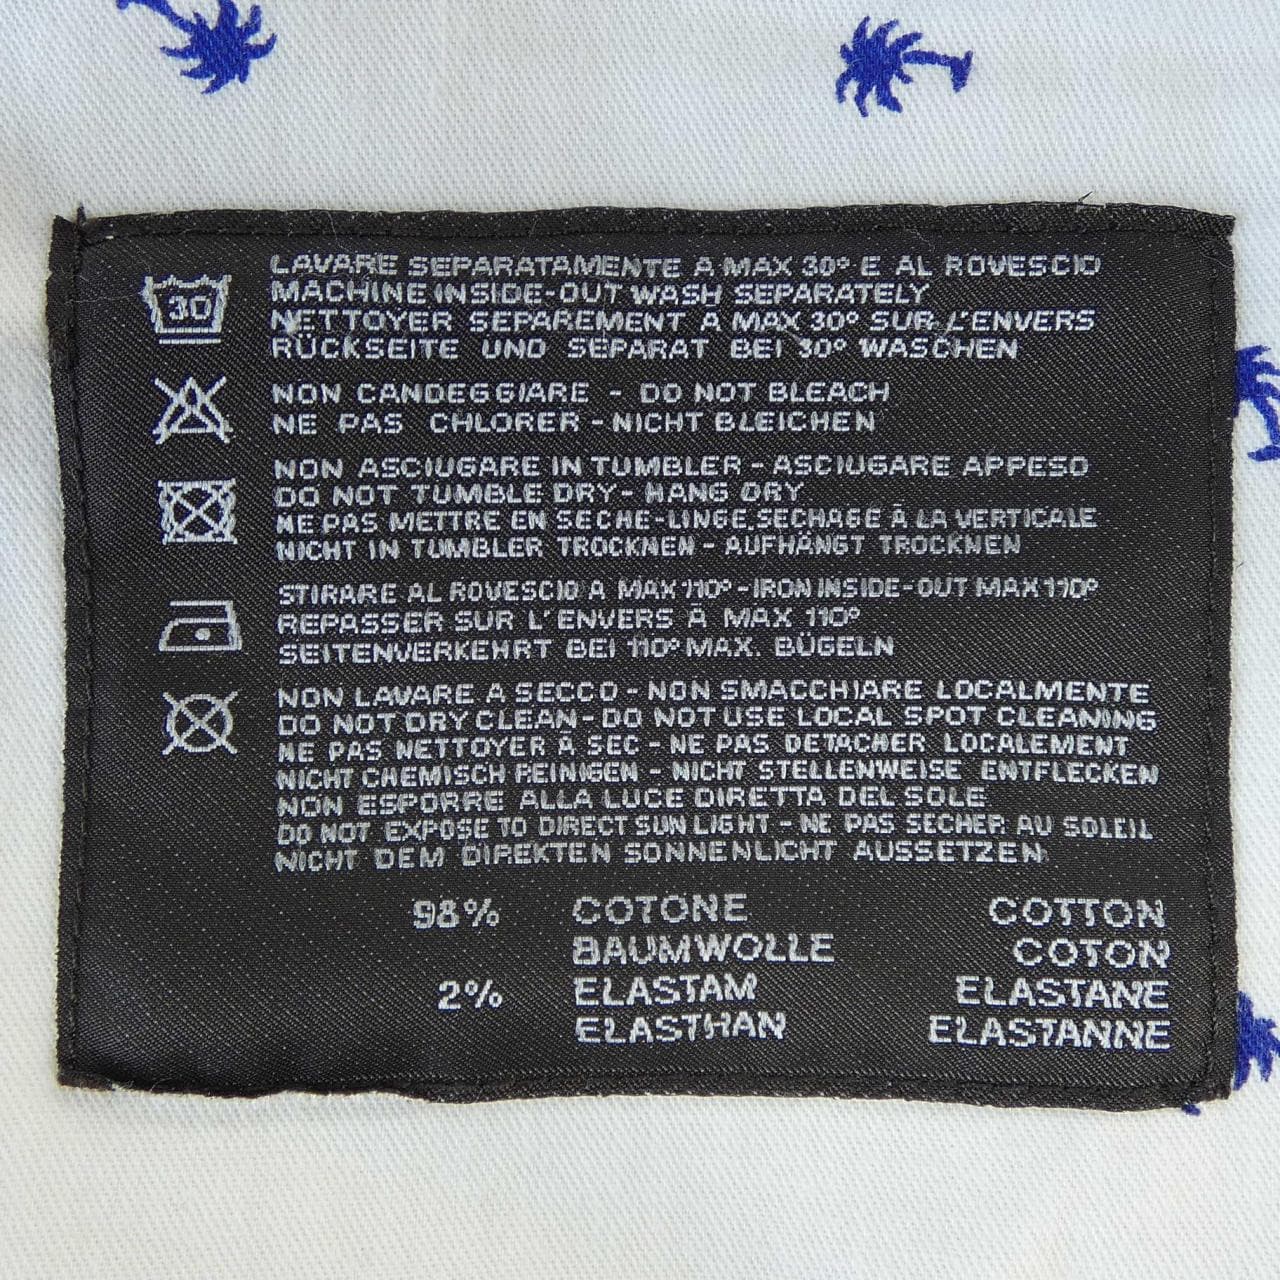 30
LAVARE SEPARATAMENTE A MAX 30° E AL ROVESCIO
MACHINE INSIDE-OUT WASH SEPARATELY
NETTOYER SEPAREMENT A MAX 30° SUR L'ENVERS
RÜCKSEITE UND SEPARAT BEI 30° WASCHEN
NON CANDEGGIARE - DO NOT BLEACH
NE PAS CHLORER - NICHT BLEICHEN
NON ASCIUGARE IN TUMBLER - ASCIUGARE APPESO
DO NOT TUMBLE DRY - HANG DRY
NE PAS METTRE EN SECHE-LINGE, SECHAGE À LA VERTICALE
NICHT IN TUMBLER TROCKNEN - AUFHÄNGT TROCKNEN
STIRARE AL ROVESCIO A MAX 110° - IRON INSIDE-OUT MAX 110°
REPASSER SUR L'ENVERS À MAX 110°
SEITENVERKEHRT BEI 110° MAX. BÜGELN
NON LAVARE A SECCO - NON SMACCHIARE LOCALMENTE
DO NOT DRY CLEAN - DO NOT USE LOCAL SPOT CLEANING
NE PAS NETTOYER À SEC - NE PAS DETACHER LOCALEMENT
NICHT CHEMISCH REINIGEN - NICHT STELLENWEISE ENTFLECKEN
NON ESPORRE ALLA LUCE DIRETTA DEL SOLE
DO NOT EXPOSE TO DIRECT SUN LIGHT - NE PAS SECHER AU SOLEIL
NICHT DEM DIREKTEN SONNENLICHT AUSSETZEN
98% COTONE COTTON
BAUMWOLLE COTON
2% ELASTAM ELASTANE
ELASTHAN ELASTANNE